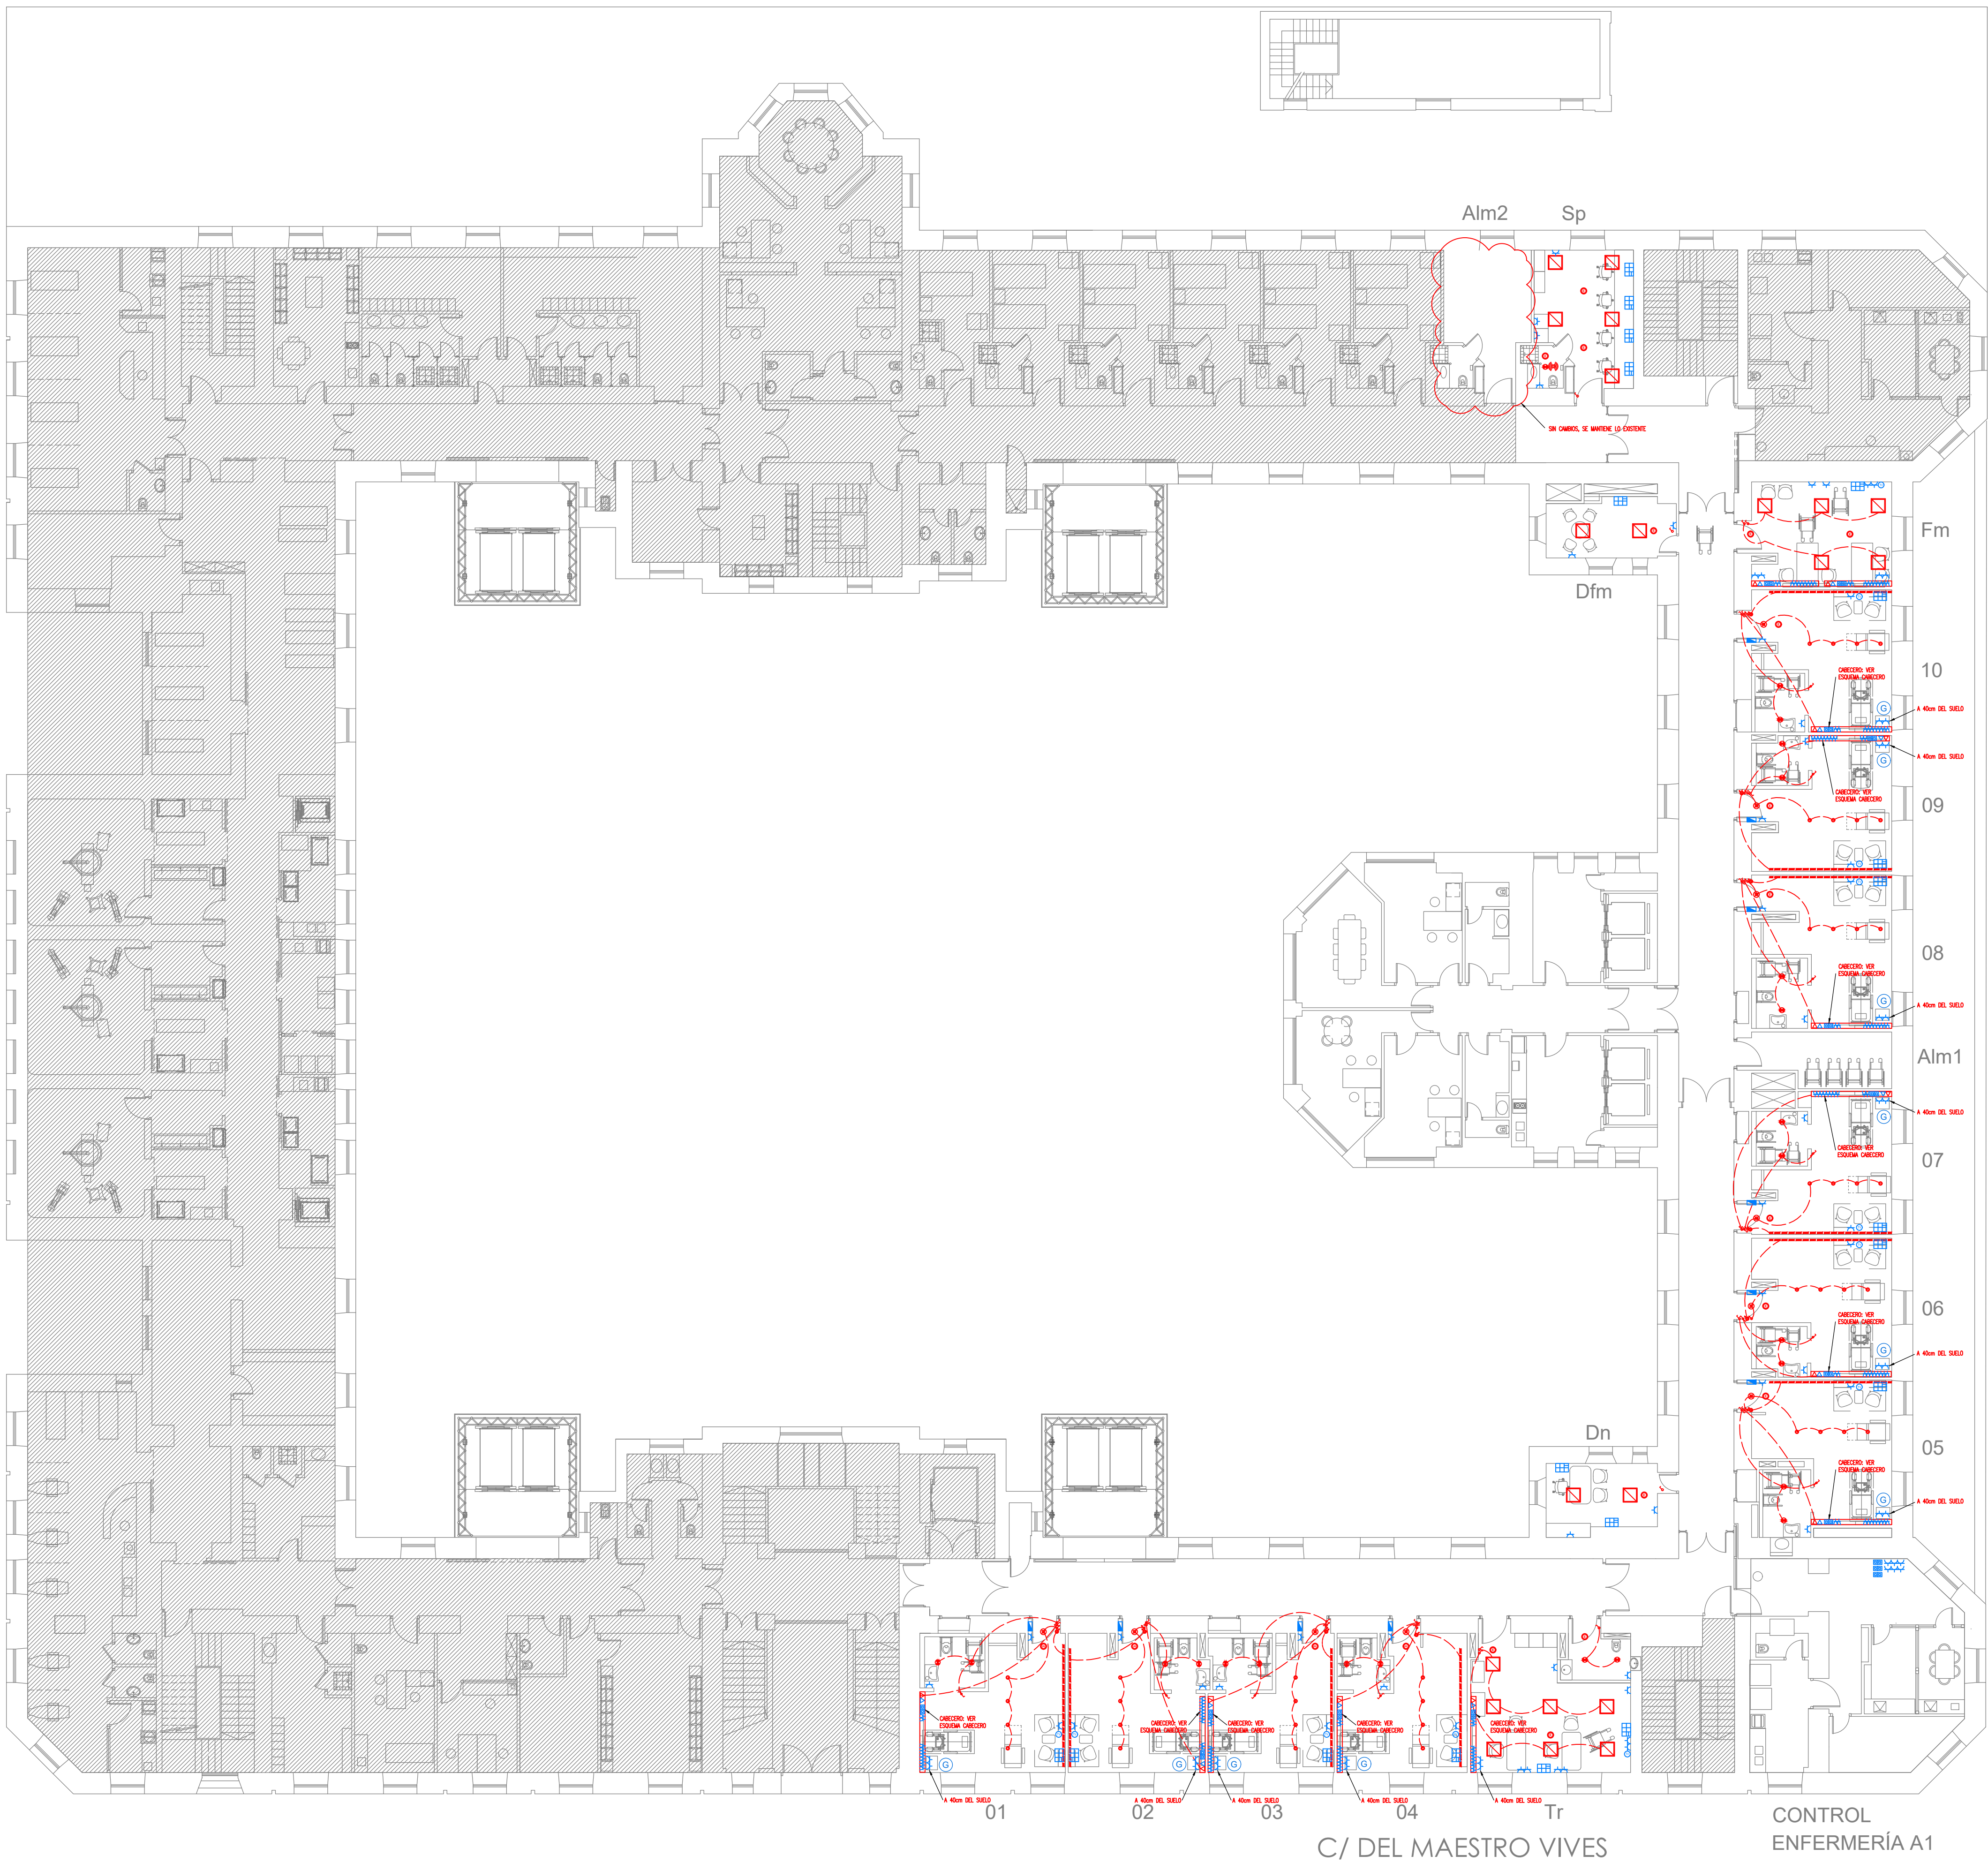 Alm2
Sp
SIN CAMBIOS, SE MANTIENE LO EXISTENTE
Fm
Dfm
CABECERO: VER
ESQUEMA CABECERO
10
G
A 40cm DEL SUELO
A 40cm DEL SUELO
G
CABECERO: VER
ESQUEMA CABECERO
09
08
CABECERO: VER
ESQUEMA CABECERO
G
A 40cm DEL SUELO
Alm1
A 40cm DEL SUELO
G
CABECERO: VER
ESQUEMA CABECERO
07
06
CABECERO: VER
ESQUEMA CABECERO
G
A 40cm DEL SUELO
Dn
05
CABECERO: VER
ESQUEMA CABECERO
G
A 40cm DEL SUELO
CABECERO: VER
ESQUEMA CABECERO
CABECERO: VER
ESQUEMA CABECERO
CABECERO: VER
ESQUEMA CABECERO
CABECERO: VER
ESQUEMA CABECERO
CABECERO: VER
ESQUEMA CABECERO
G
G
G
G
A 40cm DEL SUELO
A 40cm DEL SUELO
A 40cm DEL SUELO
A 40cm DEL SUELO
A 40cm DEL SUELO
01
02
03
04
Tr
CONTROL
ENFERMERÍA A1
C/ DEL MAESTRO VIVES